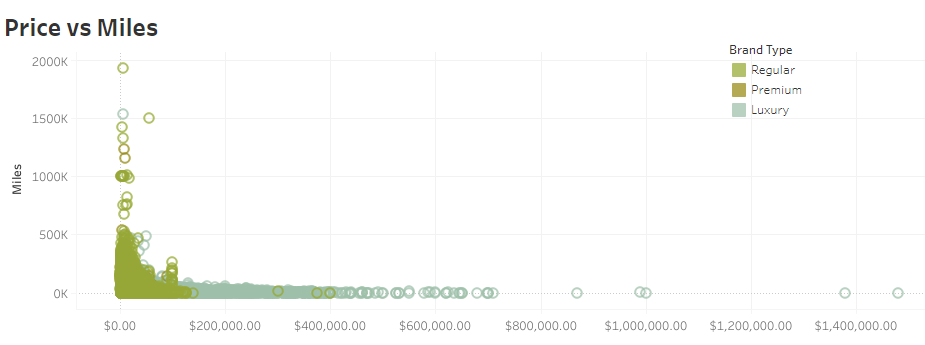 Price vs Miles
Brand Type
Regular
Premium
Luxury
Miles
2000K
1500K
1000K
500K
0K
$0.00
$200,000.00
$400,000.00
$600,000.00
$800,000.00
$1,000,000.00
$1,200,000.00
$1,400,000.00